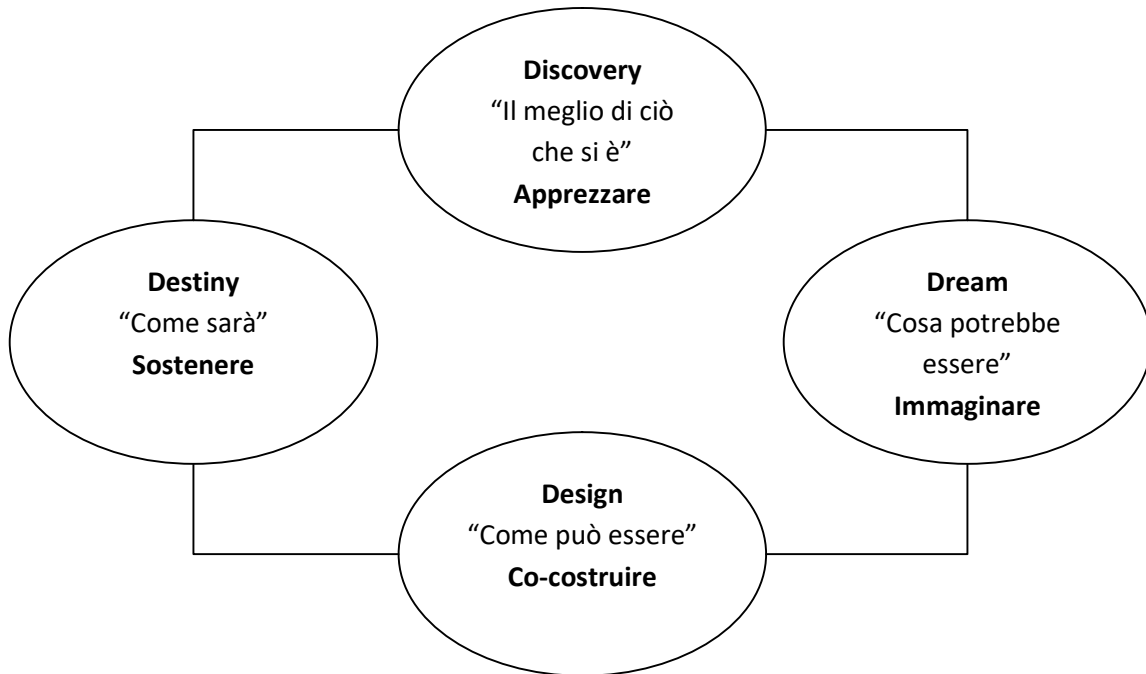 Discovery
“Il meglio di ciò
che si è”
Apprezzare
Destiny
“Come sarà”
Sostenere
Dream
“Cosa potrebbe
essere”
Immaginare
Design
“Come può essere”
Co-costruire